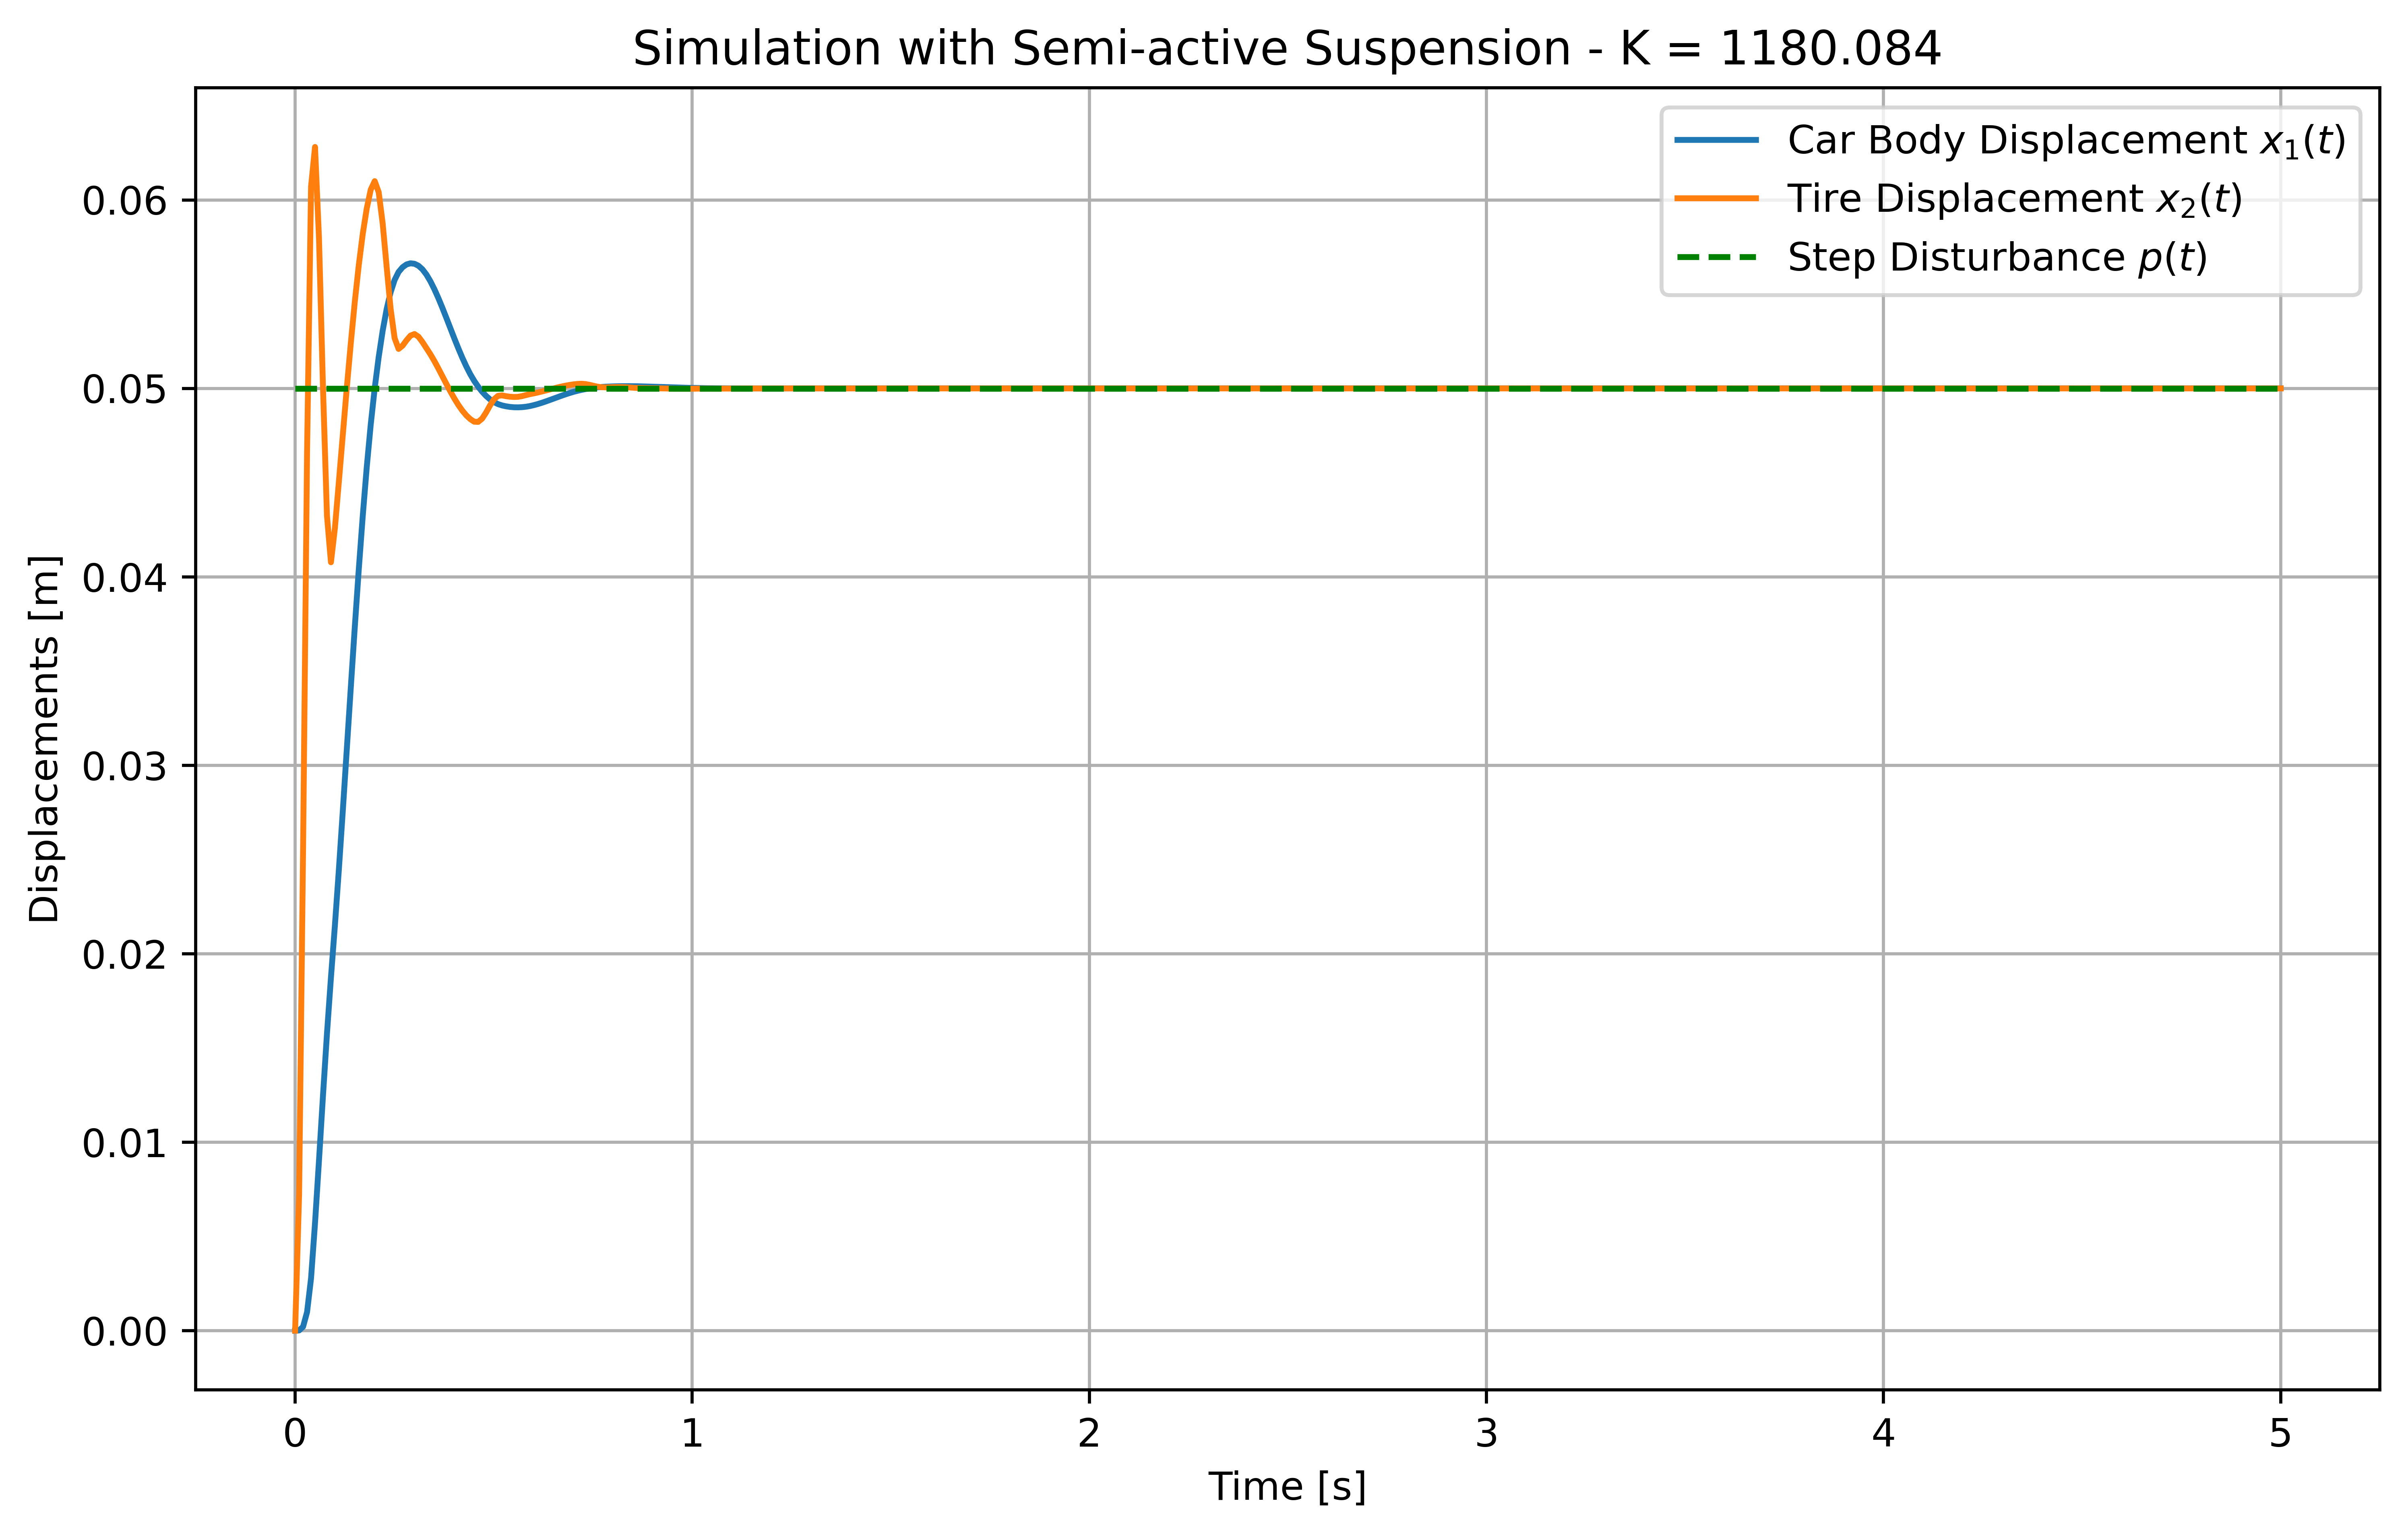 Simulation with Semi-active Suspension - K = 1180.084
Car Body Displacement x₁(t)
Tire Displacement x₂(t)
Step Disturbance p(t)
Displacements [m]
0.06
0.05
0.04
0.03
0.02
0.01
0.00
0 1 2 3 4 5
Time [s]